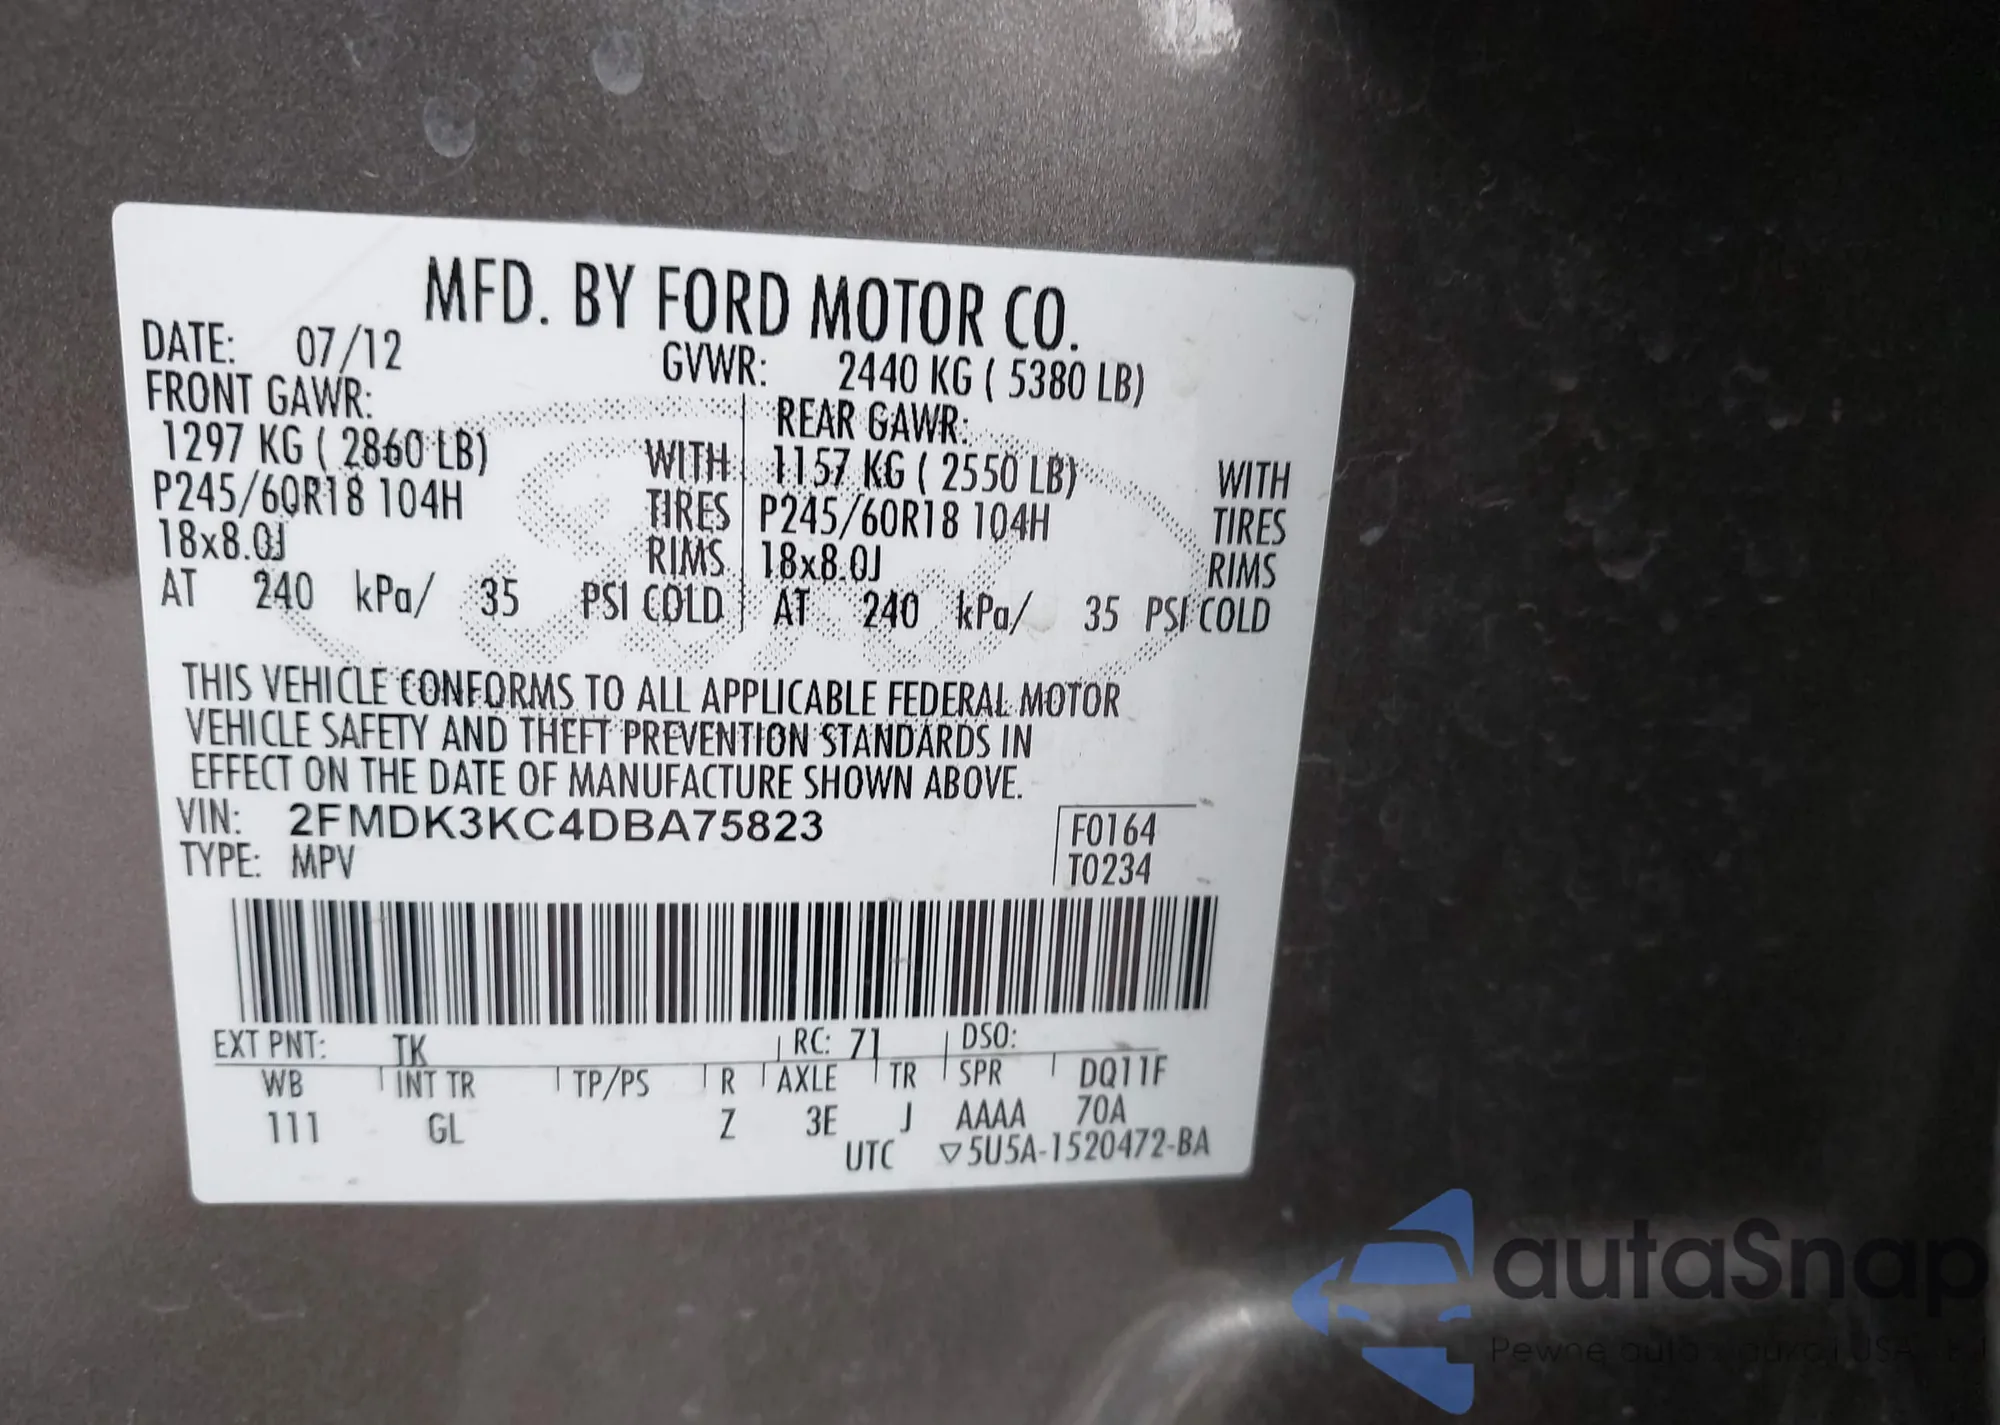 MFD. BY FORD MOTOR CO.
DATE: 07/12 GVWR: 2440 KG ( 5380 LB)
FRONT GAWR: REAR GAWR:
1297 KG ( 2860 LB) WITH 1157 KG ( 2550 LB) WITH
P245/60R18 104H TIRES P245/60R18 104H TIRES
18x8.0J RIMS 18x8.0J RIMS
AT 240 kPa/ 35 PSI COLD AT 240 kPa/ 35 PSI COLD
THIS VEHICLE CONFORMS TO ALL APPLICABLE FEDERAL MOTOR
VEHICLE SAFETY AND THEFT PREVENTION STANDARDS IN
EFFECT ON THE DATE OF MANUFACTURE SHOWN ABOVE.
VIN: 2FMDK3KC4DBA75823 F0164
TYPE: MPV T0234
EXT PNT: TK RC: 71 DSO:
WB INT TR TP/PS R AXLE TR SPR DQ11F
111 GL Z 3E J AAAA 70A
UTC ▽5U5A-1520472-BA
autaSnap
Pewne auta USA